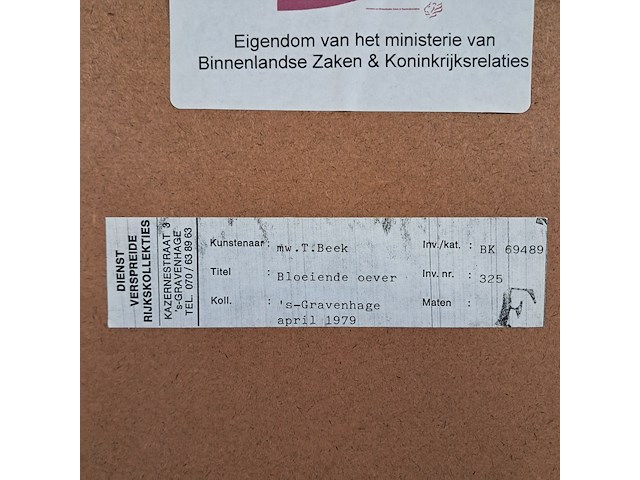 Eigendom van het ministerie van
Binnenlandse Zaken & Koninkrijksrelaties
DIENST
VERSPREIDE
RIJKSKOLLEKTIES
KAZERNESTRAAT 3
's-GRAVENHAGE
TEL. 070 / 63 89 63
Kunstenaar : mw.T.Beek
Titel : Bloeiende oever
Koll. : 's-Gravenhage
april 1979
Inv./kat. : BK 69489
Inv. nr. : 325
Maten :
F